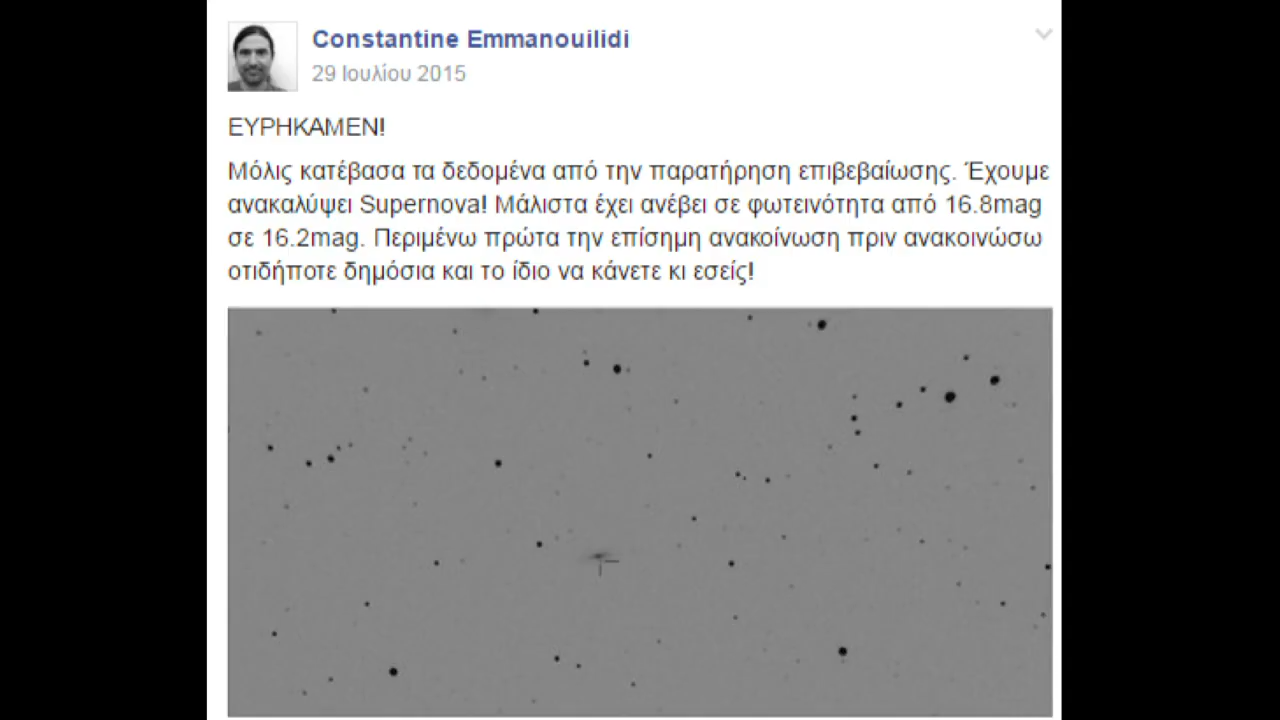 Constantine Emmanouilidi
29 Ιουλίου 2015
ΕΥΡΗΚΑΜΕΝ!
Μόλις κατέβασα τα δεδομένα από την παρατήρηση επιβεβαίωσης. Έχουμε
ανακαλύψει Supernova! Μάλιστα έχει ανέβει σε φωτεινότητα από 16.8mag
σε 16.2mag. Περιμένω πρώτα την επίσημη ανακοίνωση πριν ανακοινώσω
οτιδήποτε δημόσια και το ίδιο να κάνετε κι εσείς!